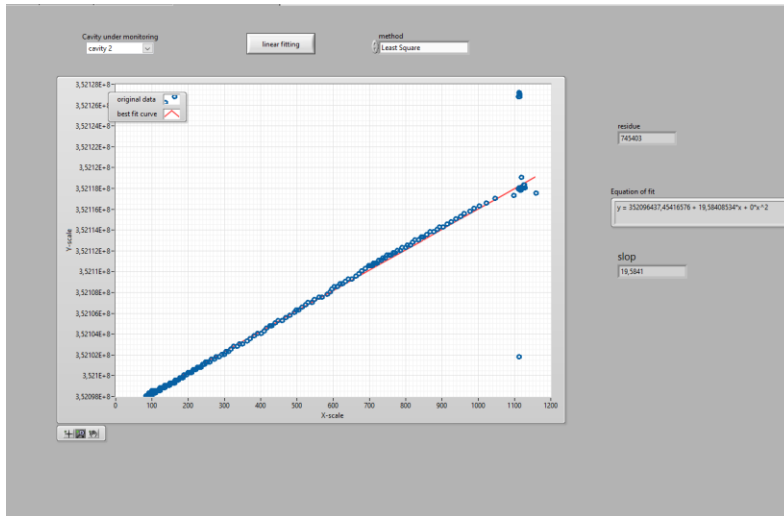 Cavity under monitoring
cavity 2
linear fitting
method
Least Square
original data
best fit curve
3,52128E+8
3,52126E+8
3,52124E+8
3,52122E+8
3,5212E+8
3,52118E+8
3,52116E+8
3,52114E+8
3,52112E+8
3,5211E+8
3,52108E+8
3,52106E+8
3,52104E+8
3,52102E+8
3,521E+8
3,52098E+8
Y-scale
0
100
200
300
400
500
600
700
800
900
1000
1100
1200
X-scale
residue
745403
Equation of fit
y = 352096437,45416576 + 19,58408534*x + 0*x^2
slop
19,5841